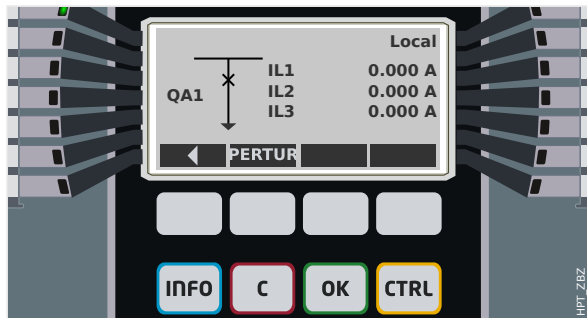 Local
IL1 0.000 A
QA1 IL2 0.000 A
IL3 0.000 A
PERTUR
INFO C OK CTRL
HPT_ZBZ